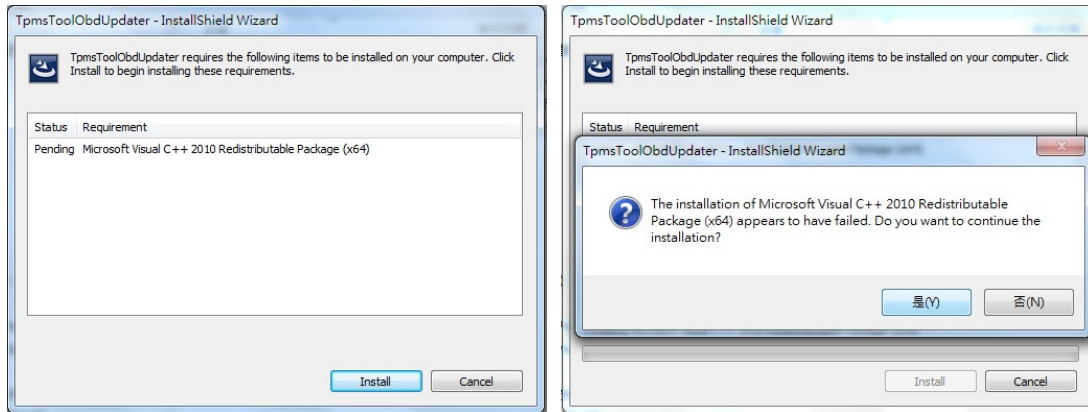 TpmsToolObdUpdater - InstallShield Wizard
TpmsToolObdUpdater requires the following items to be installed on your computer. Click
Install to begin installing these requirements.
Status Requirement
Pending Microsoft Visual C++ 2010 Redistributable Package (x64)
Install Cancel
TpmsToolObdUpdater - InstallShield Wizard
TpmsToolObdUpdater requires the following items to be installed on your computer. Click
Install to begin installing these requirements.
Status Requirement
TpmsToolObdUpdater - InstallShield Wizard
The installation of Microsoft Visual C++ 2010 Redistributable
Package (x64) appears to have failed. Do you want to continue the
installation?
是(Y) 否(N)
Install Cancel